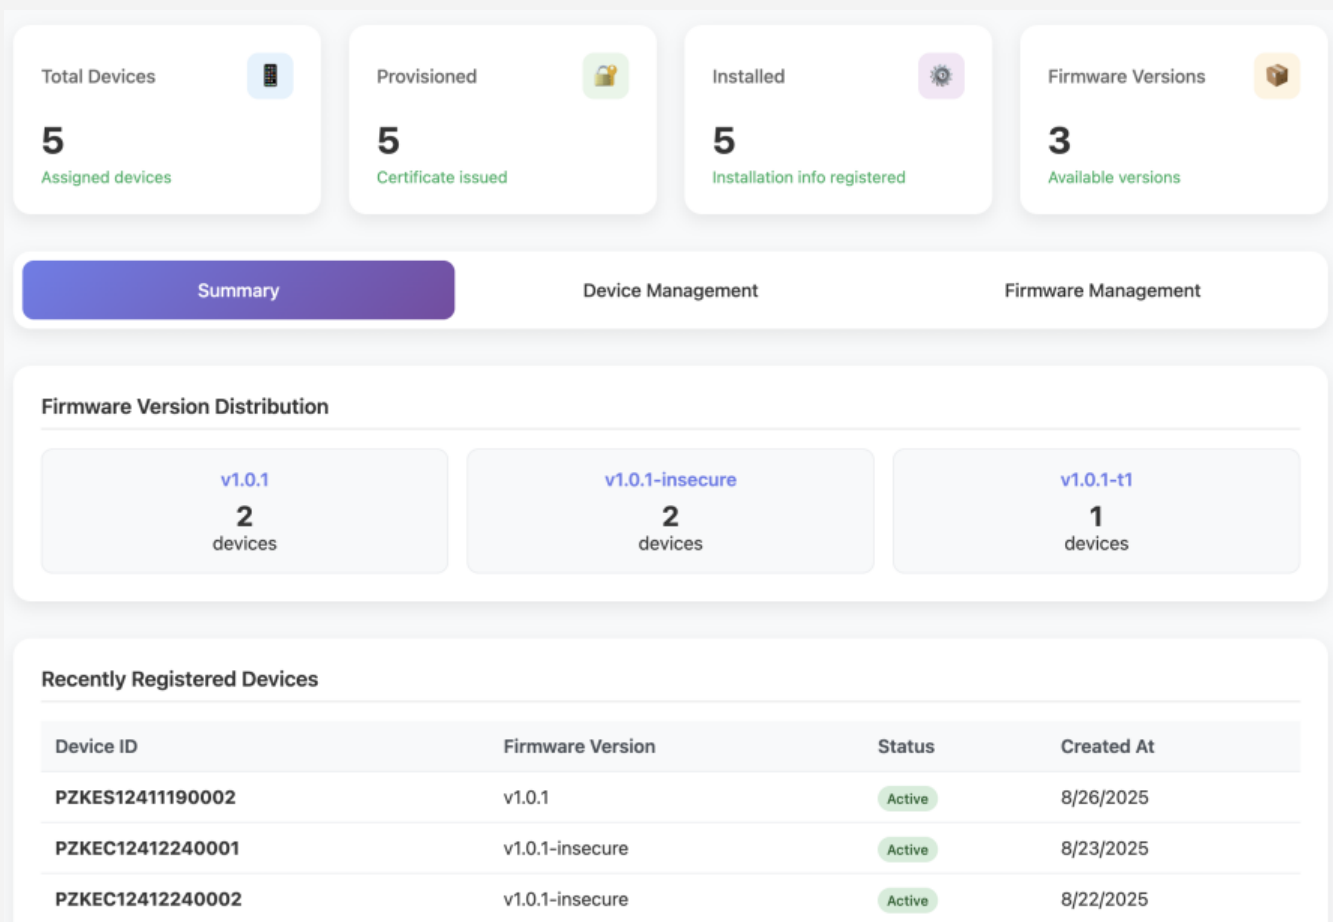 Total Devices
5
Assigned devices
Provisioned
5
Certificate issued
Installed
5
Installation info registered
Firmware Versions
3
Available versions
Summary
Device Management
Firmware Management
Firmware Version Distribution
v1.0.1
2
devices
v1.0.1-insecure
2
devices
v1.0.1-t1
1
devices
Recently Registered Devices
Device ID Firmware Version Status Created At
PZKES12411190002 v1.0.1 Active 8/26/2025
PZKEC12412240001 v1.0.1-insecure Active 8/23/2025
PZKEC12412240002 v1.0.1-insecure Active 8/22/2025